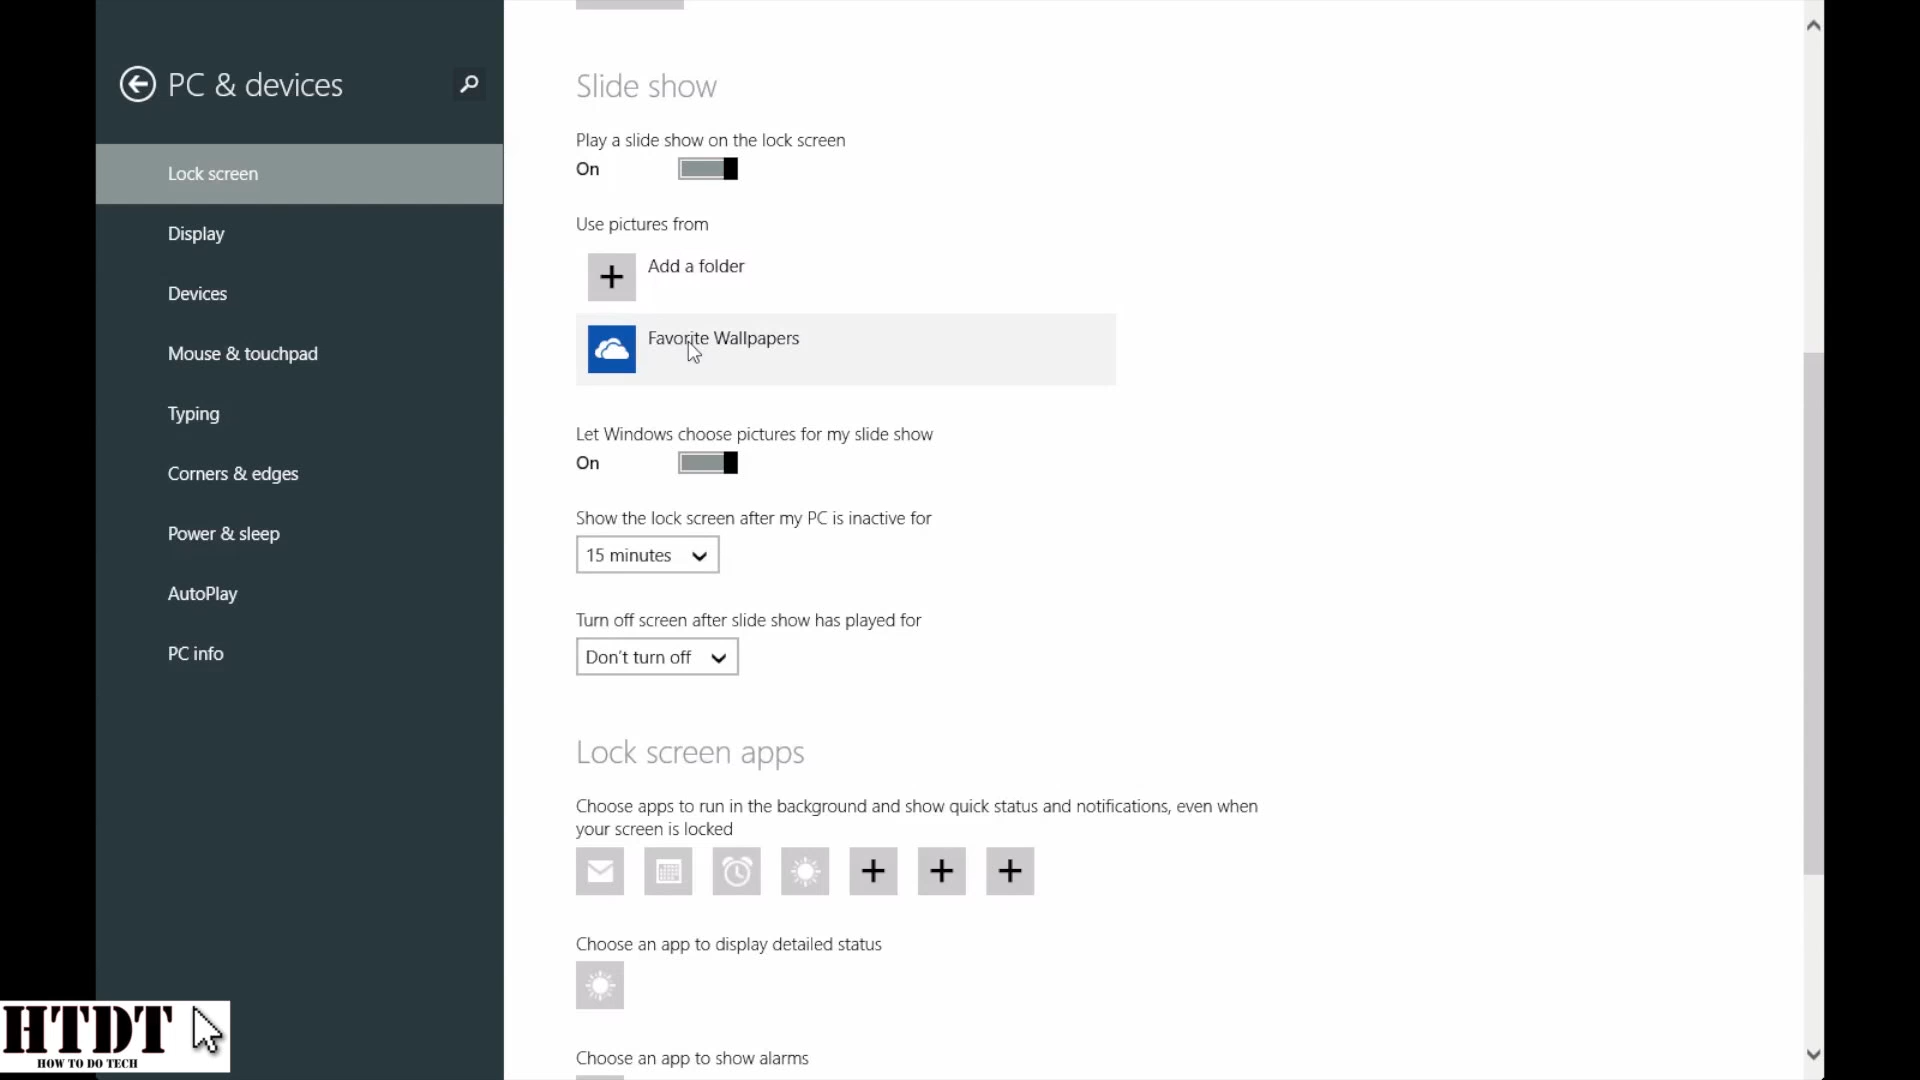 PC & devices
Lock screen
Display
Devices
Mouse & touchpad
Typing
Corners & edges
Power & sleep
AutoPlay
PC info
Slide show
Play a slide show on the lock screen
On
Use pictures from
Add a folder
Favorite Wallpapers
Let Windows choose pictures for my slide show
On
Show the lock screen after my PC is inactive for
15 minutes
Turn off screen after slide show has played for
Don't turn off
Lock screen apps
Choose apps to run in the background and show quick status and notifications, even when
your screen is locked
Choose an app to display detailed status
Choose an app to show alarms
HTDT
HOW TO DO TECH